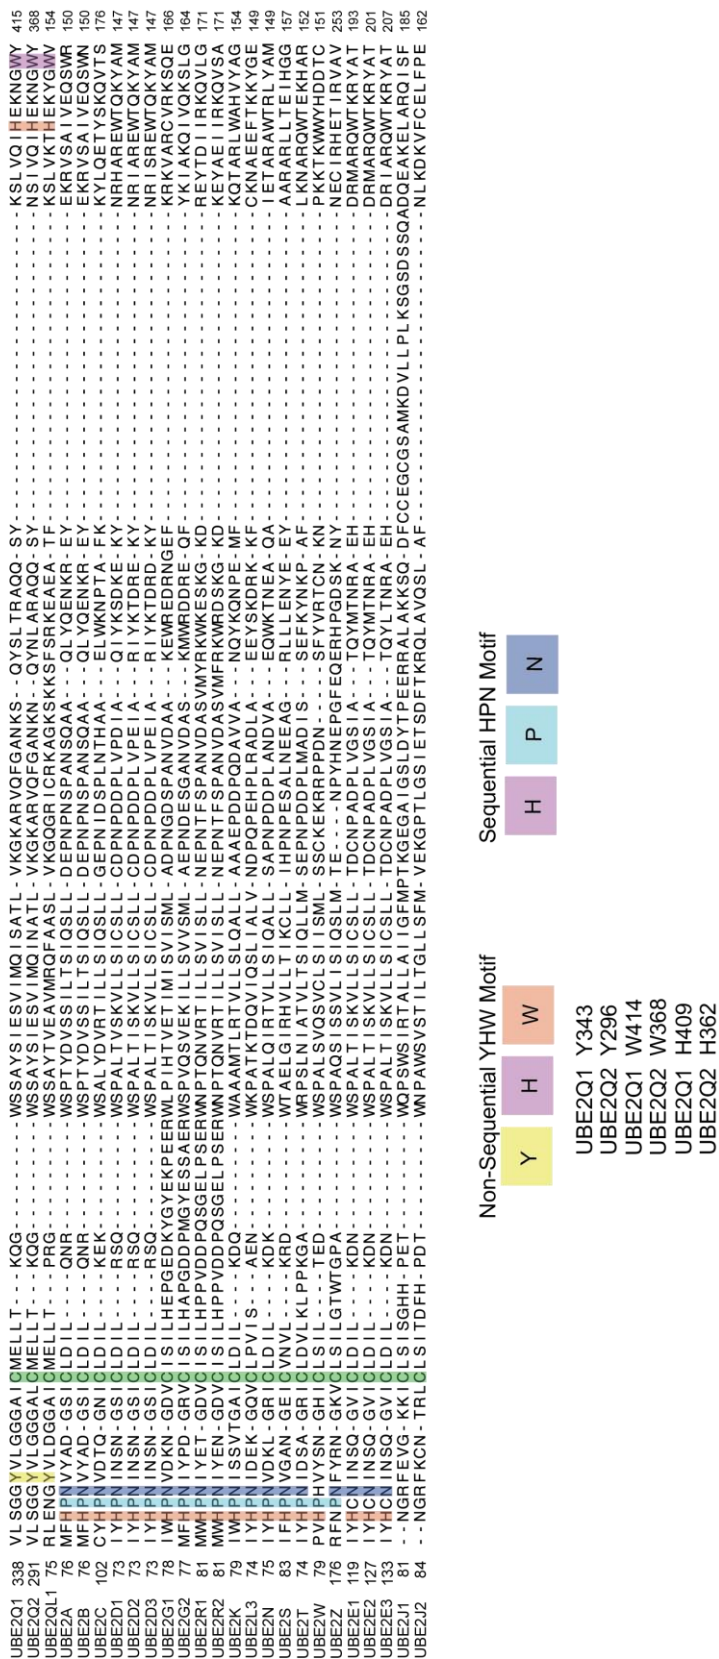 UBE2Q1 338 VLSGGYVLGGGAICMELLT---KQG---------WSSAYSIESVIMQISATL-VKGKARVQFGANKS--QYSLTRAQQ-SY-------------------------KSLVQIHEKNGWY 415
UBE2Q2 291 VLSGGYVLGGGALCMELLT---KQG---------WSSAYSIESVIMQINATL-VKGKARVQFGANKN--QYNLARAQQ-SY-------------------------NSIVQIHEKNGWY 368
UBE2QL1 75 RLENGYVLDGGAICMELLT---PRG---------WSSAYTVEAVMRQFAASL-VKGQGRICRKAGKSKKSFSRKEAEA-TF-------------------------KSLVKTHEKYGWV 154
UBE2A 76 MFHPNVYAD-GSICLDIL----QNR---------WSPTYDVSSILTSIQSLL-DEPNPNSPANSQAA---QLYQENKR-EY-------------------------EKRVSAIVEQSWR 150
UBE2B 76 MFHPNVYAD-GSICLDIL----QNR---------WSPTYDVSSILTSIQSLL-DEPNPNSPANSQAA---QLYQENKR-EY-------------------------EKRVSAIVEQSWN 150
UBE2C 102 CYHPNVDTQ-GNICLDIL----KEK---------WSALYDVRTILLSIQSLL-GEPNIDSPLNTHAA---ELWKNPTA-FK-------------------------KYLQETYSKQVTS 176
UBE2D1 73 IYHPNINSN-GSICLDIL----RSQ---------WSPALTVSKVLLSICSLL-CDPNPDDPLVPDIA---QIYKSDKE-KY-------------------------NRHAREWTQKYAM 147
UBE2D2 73 IYHPNINSN-GSICLDIL----RSQ---------WSPALTISKVLLSICSLL-CDPNPDDPLVPEIA---RIYKTDRE-KY-------------------------NRIAREWTQKYAM 147
UBE2D3 73 IYHPNINSN-GSICLDIL----RSQ---------WSPALTISKVLLSICSLL-CDPNPDDPLVPEIA---RIYKTDRD-KY-------------------------NRISREWTQKYAM 147
UBE2G1 78 IWHPNVDKN-GDVCISILHEPGEDKYGYEKPEERWLPIHTVETIMISVISML-ADPNGDSPANVDAA---KEWREDRNGEF-------------------------KRKVARCVRKSQE 166
UBE2G2 77 MFHPNIYPD-GRVCISILHAPGDDPMGYESSAERWSPVQSVEKILLSVVSML-AEPNDESGANVDAS---KMWRDDRE-QF-------------------------YKIAKQIVQKSLG 164
UBE2R1 81 MWHPNIYET-GDVCISILHPPVDDPQSGELPSERWNPTQNVRTILLSVISLL-NEPNTFSPANVDASVMYRKWKESKG-KD-------------------------REYTDIIRKQVLG 171
UBE2R2 81 MWHPNIYEN-GDVCISILHPPVDDPQSGELPSERWNPTQNVRTILLSVISLL-NEPNTFSPANVDASVMFRKWRDSKG-KD-------------------------KEYAEIIRKQVSA 171
UBE2K 79 IWHPNISSVTGAICLDIL----KDQ---------WAAAMTLRTVLLSLQALL-AAAEPDDPQDAVVA---NQYKQNPE-MF-------------------------KQTARLWAHVYAG 154
UBE2L3 74 IYHPNIDEK-GQVCLPVIS---AEN---------WKPATKTDQVIQSLIALV-NDPQPEHPLRADLA---EEYSKDRK-KF-------------------------CKNAEEFTKKYGE 149
UBE2N 75 IYHPNVDKL-GRICLDIL----KDK---------WSPALQIRTVLLSIQALL-SAPNPDDPLANDVA---EQWKTNEA-QA-------------------------IETARAWTRLYAM 149
UBE2S 83 IFHPNVGAN-GEICVNVL----KRD---------WTAELGIRHVLLTIKCLL-IHPNPESALNEEAG---RLLLENYE-EY-------------------------AARARLLTEIHGG 157
UBE2T 74 IYHPNIDSA-GRICLDVLKLPPKGA---------WRPSLNIATVLTSIQLLM-SEPNPDDPLMADIS---SEFKYNKP-AF-------------------------LKNARQWTEKHAR 152
UBE2W 79 PVHPHVYSN-GHICLSIL----TED---------WSPALSVQSVCLSIISML-SSCKEKRRPPDN---SFYVRTCN-KN-------------------------PKKTKWWYHDDTC 151
UBE2Z 176 RFNPNFYRN-GKVCLSILGTWTGPA---------WSPAQSISSVLISIQSLM-TE----NPYHNEPGFEQERHPGDSK-NY-------------------------NECIRHETIRVAV 253
UBE2E1 119 IYHCNINSQ-GVICLDIL----KDN---------WSPALTISKVLLSICSLL-TDCNPADPLVGSIA---TQYMTNRA-EH-------------------------DRMARQWTKRYAT 193
UBE2E2 127 IYHCNINSQ-GVICLDIL----KDN---------WSPALTISKVLLSICSLL-TDCNPADPLVGSIA---TQYMTNRA-EH-------------------------DRMARQWTKRYAT 201
UBE2E3 133 IYHCNINSQ-GVICLDIL----KDN---------WSPALTISKVLLSICSLL-TDCNPADPLVGSIA---TQYLTNRA-EH-------------------------DRIARQWTKRYAT 207
UBE2J1 81 --NGRFEVG-KKICLSISGHH-PET---------WQPSWSIRTALLAIIGFMPTKGEGAIGSLDYTPEERRALAKKSQ-DFCCEGCGSAMKDVLLPLKSGSDSSQADQEAKELARQISF 185
UBE2J2 84 --NGRFKCN-TRLCLSITDFH-PDT---------WNPAWSVSTILTGLLSFM-VEKGPTLGSIETSDFTKRQLAVQSL-AF-------------------------NLKDKVFCELFPE 162
Non-Sequential YHW Motif
Y H W
UBE2Q1 Y343
UBE2Q2 Y296
UBE2Q1 W414
UBE2Q2 W368
UBE2Q1 H409
UBE2Q2 H362
Sequential HPN Motif
H P N